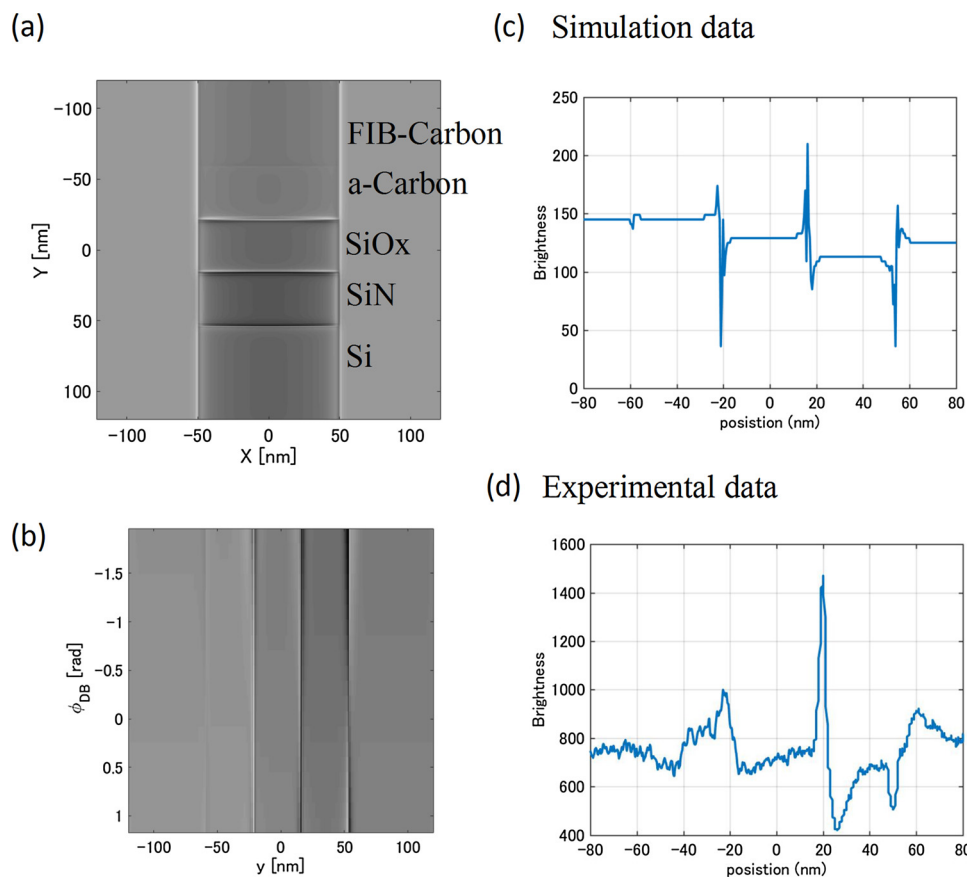 (a)
-100
-50
0
50
100
Y [nm]
FIB-Carbon
a-Carbon
SiOx
SiN
Si
-100 -50 0 50 100
X [nm]
(b)
-1.5
-1
-0.5
0
0.5
1
ϕDB [rad]
-100 -50 0 50 100
y [nm]
(c) Simulation data
250
200
150
100
50
0
Brightness
-80 -60 -40 -20 0 20 40 60 80
posistion (nm)
(d) Experimental data
1600
1400
1200
1000
800
600
400
Brightness
-80 -60 -40 -20 0 20 40 60 80
posistion (nm)